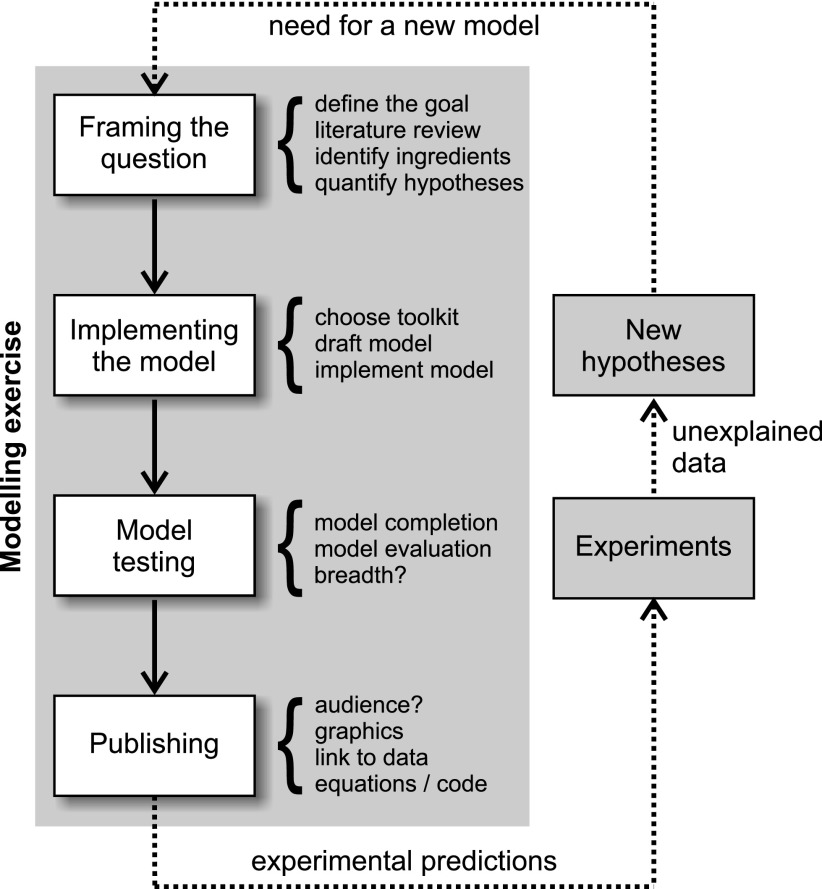 need for a new model
Framing the
question
define the goal
literature review
identify ingredients
quantify hypotheses
Implementing
the model
choose toolkit
draft model
implement model
New
hypotheses
unexplained
data
Modelling exercise
Model
testing
model completion
model evaluation
breadth?
Experiments
Publishing
audience?
graphics
link to data
equations / code
experimental predictions